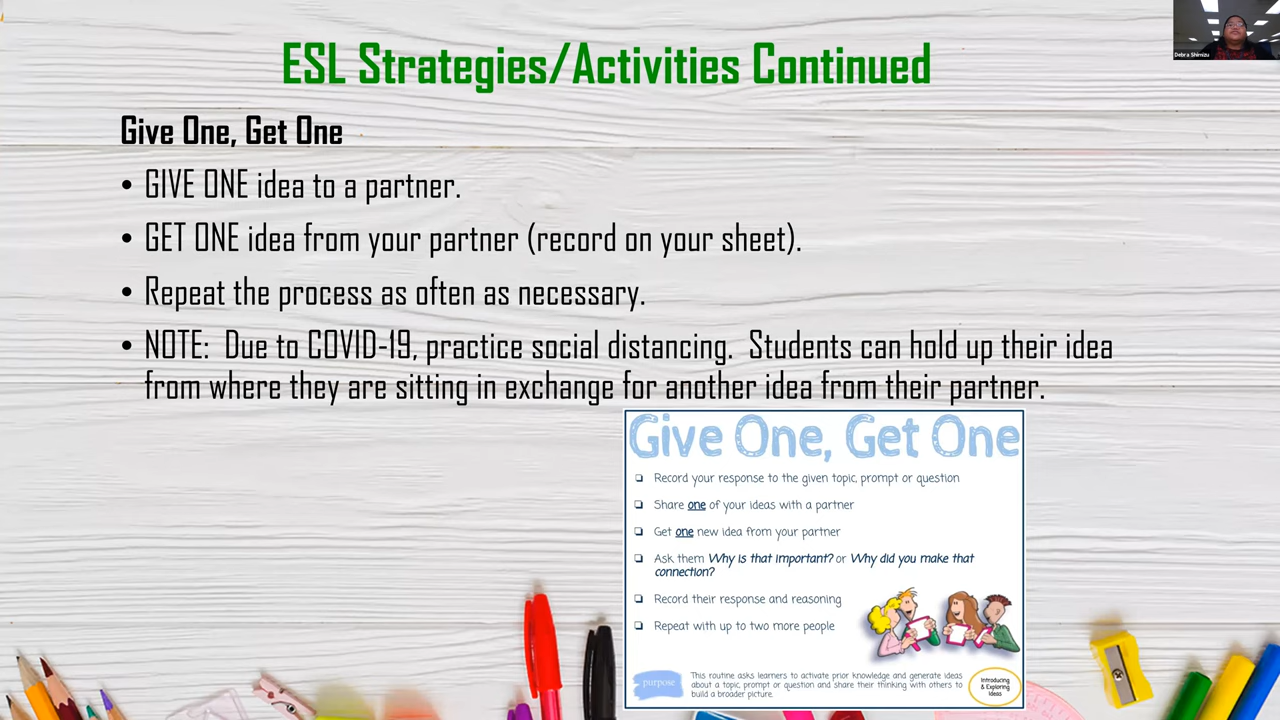 ESL Strategies/Activities Continued
Debra Shimizu
Give One, Get One
• GIVE ONE idea to a partner.
• GET ONE idea from your partner (record on your sheet).
• Repeat the process as often as necessary.
• NOTE:  Due to COVID-19, practice social distancing.  Students can hold up their idea
from where they are sitting in exchange for another idea from their partner.
Give One, Get One
❏ Record your response to the given topic, prompt or question
❏ Share one of your ideas with a partner
❏ Get one new idea from your partner
❏ Ask them Why is that important? or Why did you make that
connection?
❏ Record their response and reasoning
❏ Repeat with up to two more people
purpose
This routine asks learners to activate prior knowledge and generate ideas
about a topic, prompt or question and share their thinking with others to
build a broader picture.
Introducing
& Exploring
Ideas